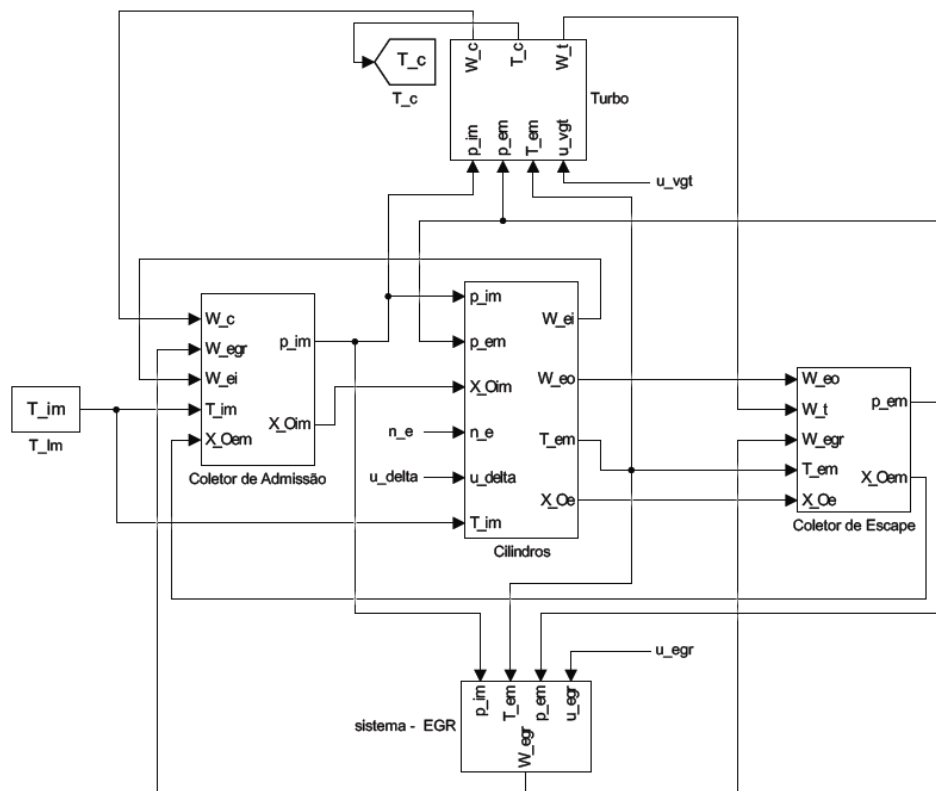 W_c
T_c
W_t
T_c
T_c
Turbo
p_im
p_em
T_em
u_vgt
u_vgt
W_c
W_egr
W_ei
T_im
X_Oem
p_im
X_Oim
Coletor de Admissão
T_im
T_Im
n_e
u_delta
p_im
p_em
X_Oim
n_e
u_delta
T_im
W_ei
W_eo
T_em
X_Oe
Cilindros
W_eo
W_t
W_egr
T_em
X_Oe
p_em
X_Oem
Coletor de Escape
u_egr
p_im
T_em
p_em
u_egr
W_egr
sistema - EGR